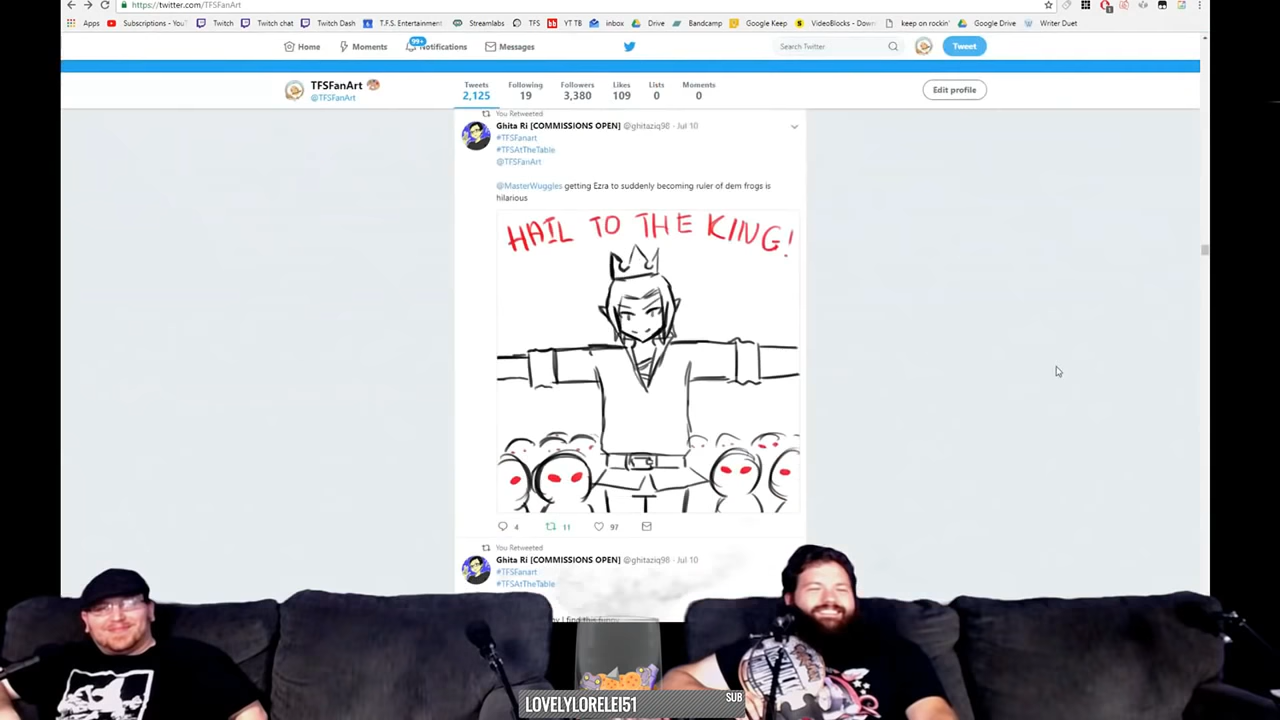 https://twitter.com/TFSFanArt
Apps Subscriptions - You Twitch Twitch chat Twitch Dash T.F.S. Entertainment Streamlabs TFS YT TB inbox Drive Bandcamp Google Keep VideoBlocks - Down keep on rockin' Google Drive Writer Duet
Home Moments 99+ Notifications Messages Search Twitter Tweet
TFSFanArt
@TFSFanArt
Tweets Following Followers Likes Lists Moments
2,125 19 3,380 109 0 0
Edit profile
You Retweeted
Ghita Ri [COMMISSIONS OPEN] @ghitaziq98 · Jul 10
#TFSFanart
#TFSAtTheTable
@TFSFanArt
@MasterWuggles getting Ezra to suddenly becoming ruler of dem frogs is
hilarious
HAIL TO THE KING!
4 11 97
You Retweeted
Ghita Ri [COMMISSIONS OPEN] @ghitaziq98 · Jul 10
#TFSFanart
#TFSAtTheTable
I find this funny
LOVELYLORELEI51 SUB